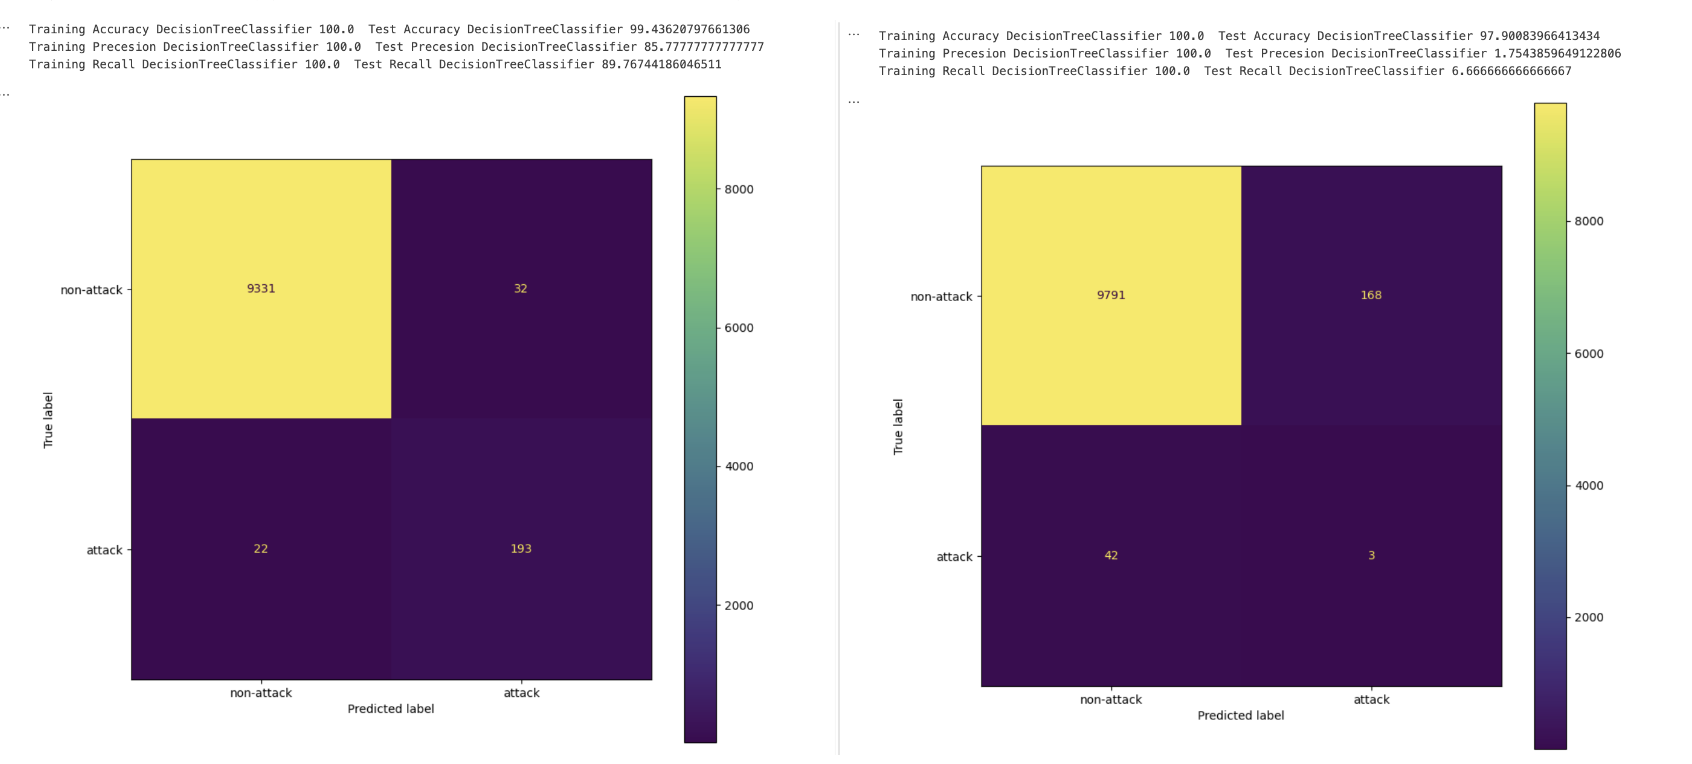 ...
Training Accuracy DecisionTreeClassifier 100.0  Test Accuracy DecisionTreeClassifier 99.43620797661306
Training Precesion DecisionTreeClassifier 100.0  Test Precesion DecisionTreeClassifier 85.77777777777777
Training Recall DecisionTreeClassifier 100.0  Test Recall DecisionTreeClassifier 89.76744186046511
...
True label
non-attack
attack
9331 32
22 193
non-attack attack
Predicted label
8000
6000
4000
2000
...
Training Accuracy DecisionTreeClassifier 100.0  Test Accuracy DecisionTreeClassifier 97.90083966413434
Training Precesion DecisionTreeClassifier 100.0  Test Precesion DecisionTreeClassifier 1.7543859649122806
Training Recall DecisionTreeClassifier 100.0  Test Recall DecisionTreeClassifier 6.666666666666667
...
True label
non-attack
attack
9791 168
42 3
non-attack attack
Predicted label
8000
6000
4000
2000